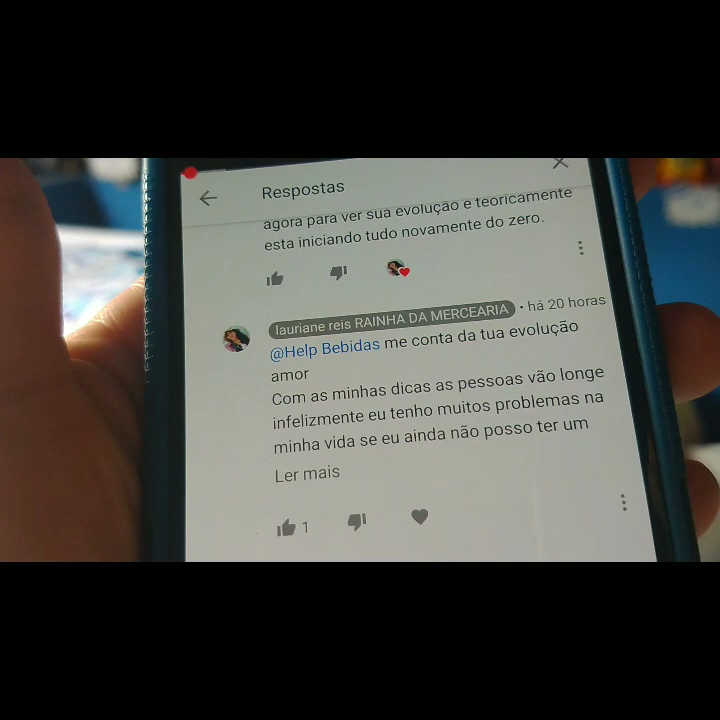 Respostas
agora para ver sua evolução e teoricamente
esta iniciando tudo novamente do zero.
lauriane reis RAINHA DA MERCEARIA • há 20 horas
@Help Bebidas me conta da tua evolução
amor
Com as minhas dicas as pessoas vão longe
infelizmente eu tenho muitos problemas na
minha vida se eu ainda não posso ter um
Ler mais
1